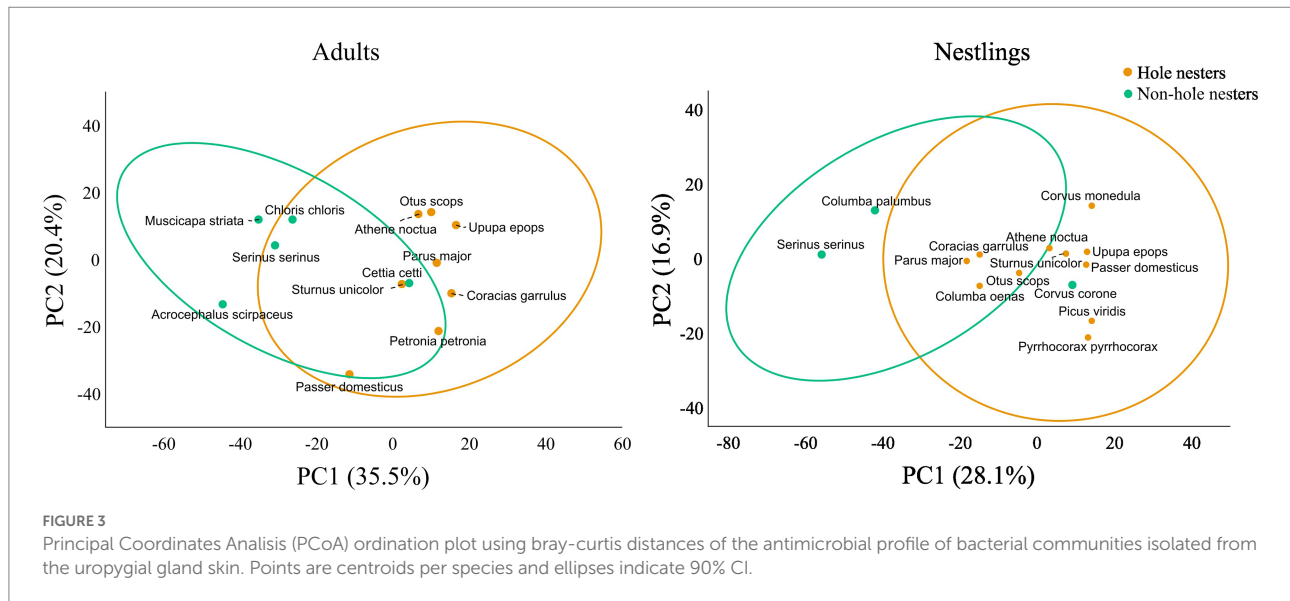 Adults
PC2 (20.4%)
40
20
0
-20
-40
Otus scops
Chloris chloris
Muscicapa striata
Athene noctua
Upupa epops
Serinus serinus
Parus major
Cettia cetti
Sturnus unicolor
Coracias garrulus
Acrocephalus scirpaceus
Petronia petronia
Passer domesticus
-60
-40
-20
0
20
40
60
PC1 (35.5%)
Nestlings
Hole nesters
Non-hole nesters
PC2 (16.9%)
40
20
0
-20
-40
Corvus monedula
Columba palumbus
Athene noctua
Serinus serinus
Coracias garrulus
Upupa epops
Parus major
Sturnus unicolor
Passer domesticus
Otus scops
Columba oenas
Corvus corone
Picus viridis
Pyrrhocorax pyrrhocorax
-80
-60
-40
-20
0
20
40
PC1 (28.1%)
FIGURE 3
Principal Coordinates Analisis (PCoA) ordination plot using bray-curtis distances of the antimicrobial profile of bacterial communities isolated from
the uropygial gland skin. Points are centroids per species and ellipses indicate 90% CI.